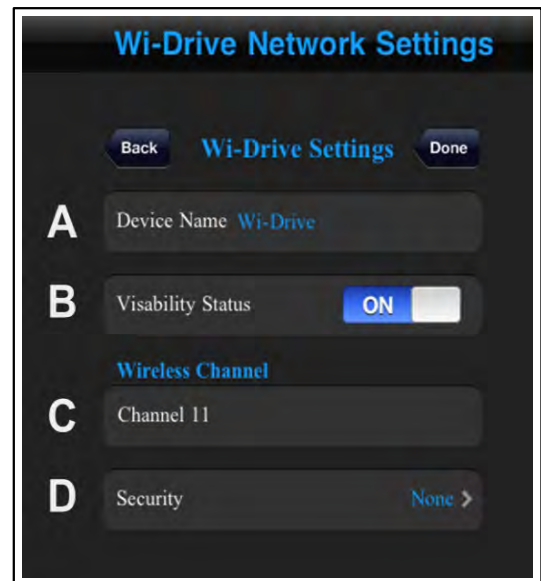 Wi-Drive Network Settings
Back Wi-Drive Settings Done
A Device Name Wi-Drive
B Visability Status ON
Wireless Channel
C Channel 11
D Security None >